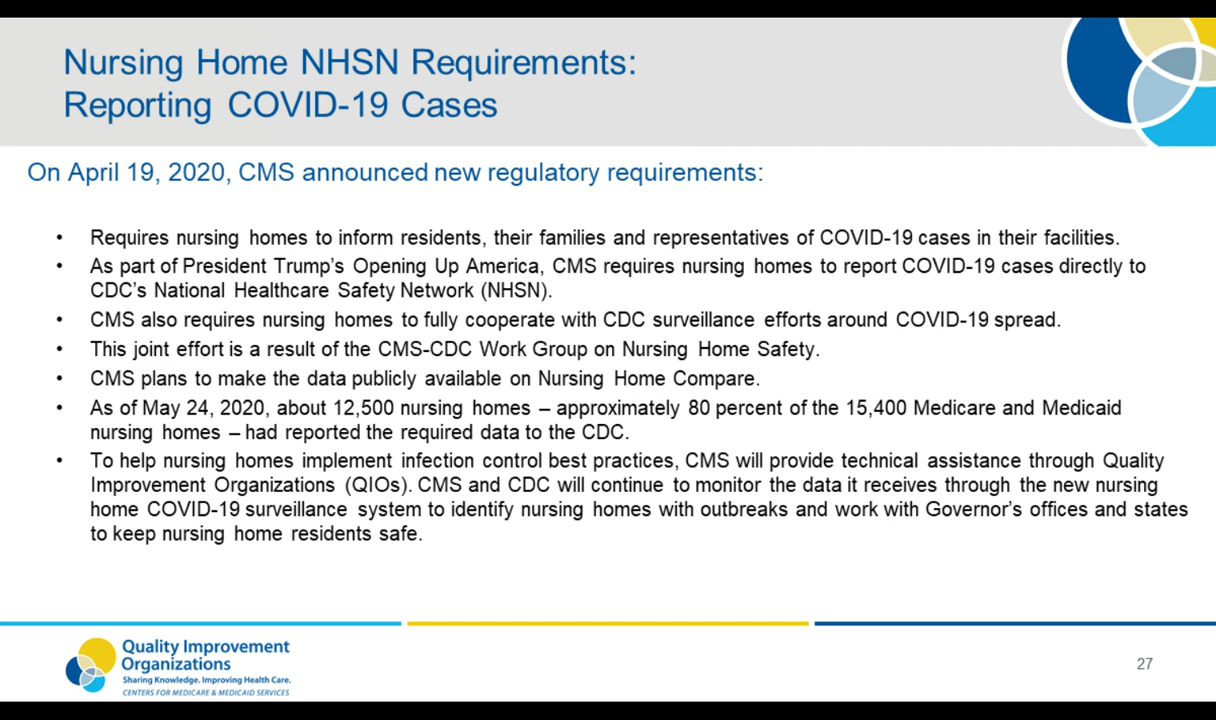 Nursing Home NHSN Requirements:
Reporting COVID-19 Cases
On April 19, 2020, CMS announced new regulatory requirements:
• Requires nursing homes to inform residents, their families and representatives of COVID-19 cases in their facilities.
• As part of President Trump’s Opening Up America, CMS requires nursing homes to report COVID-19 cases directly to
CDC’s National Healthcare Safety Network (NHSN).
• CMS also requires nursing homes to fully cooperate with CDC surveillance efforts around COVID-19 spread.
• This joint effort is a result of the CMS-CDC Work Group on Nursing Home Safety.
• CMS plans to make the data publicly available on Nursing Home Compare.
• As of May 24, 2020, about 12,500 nursing homes – approximately 80 percent of the 15,400 Medicare and Medicaid
nursing homes – had reported the required data to the CDC.
• To help nursing homes implement infection control best practices, CMS will provide technical assistance through Quality
Improvement Organizations (QIOs). CMS and CDC will continue to monitor the data it receives through the new nursing
home COVID-19 surveillance system to identify nursing homes with outbreaks and work with Governor’s offices and states
to keep nursing home residents safe.
Quality Improvement
Organizations
Sharing Knowledge. Improving Health Care.
CENTERS FOR MEDICARE & MEDICAID SERVICES
27